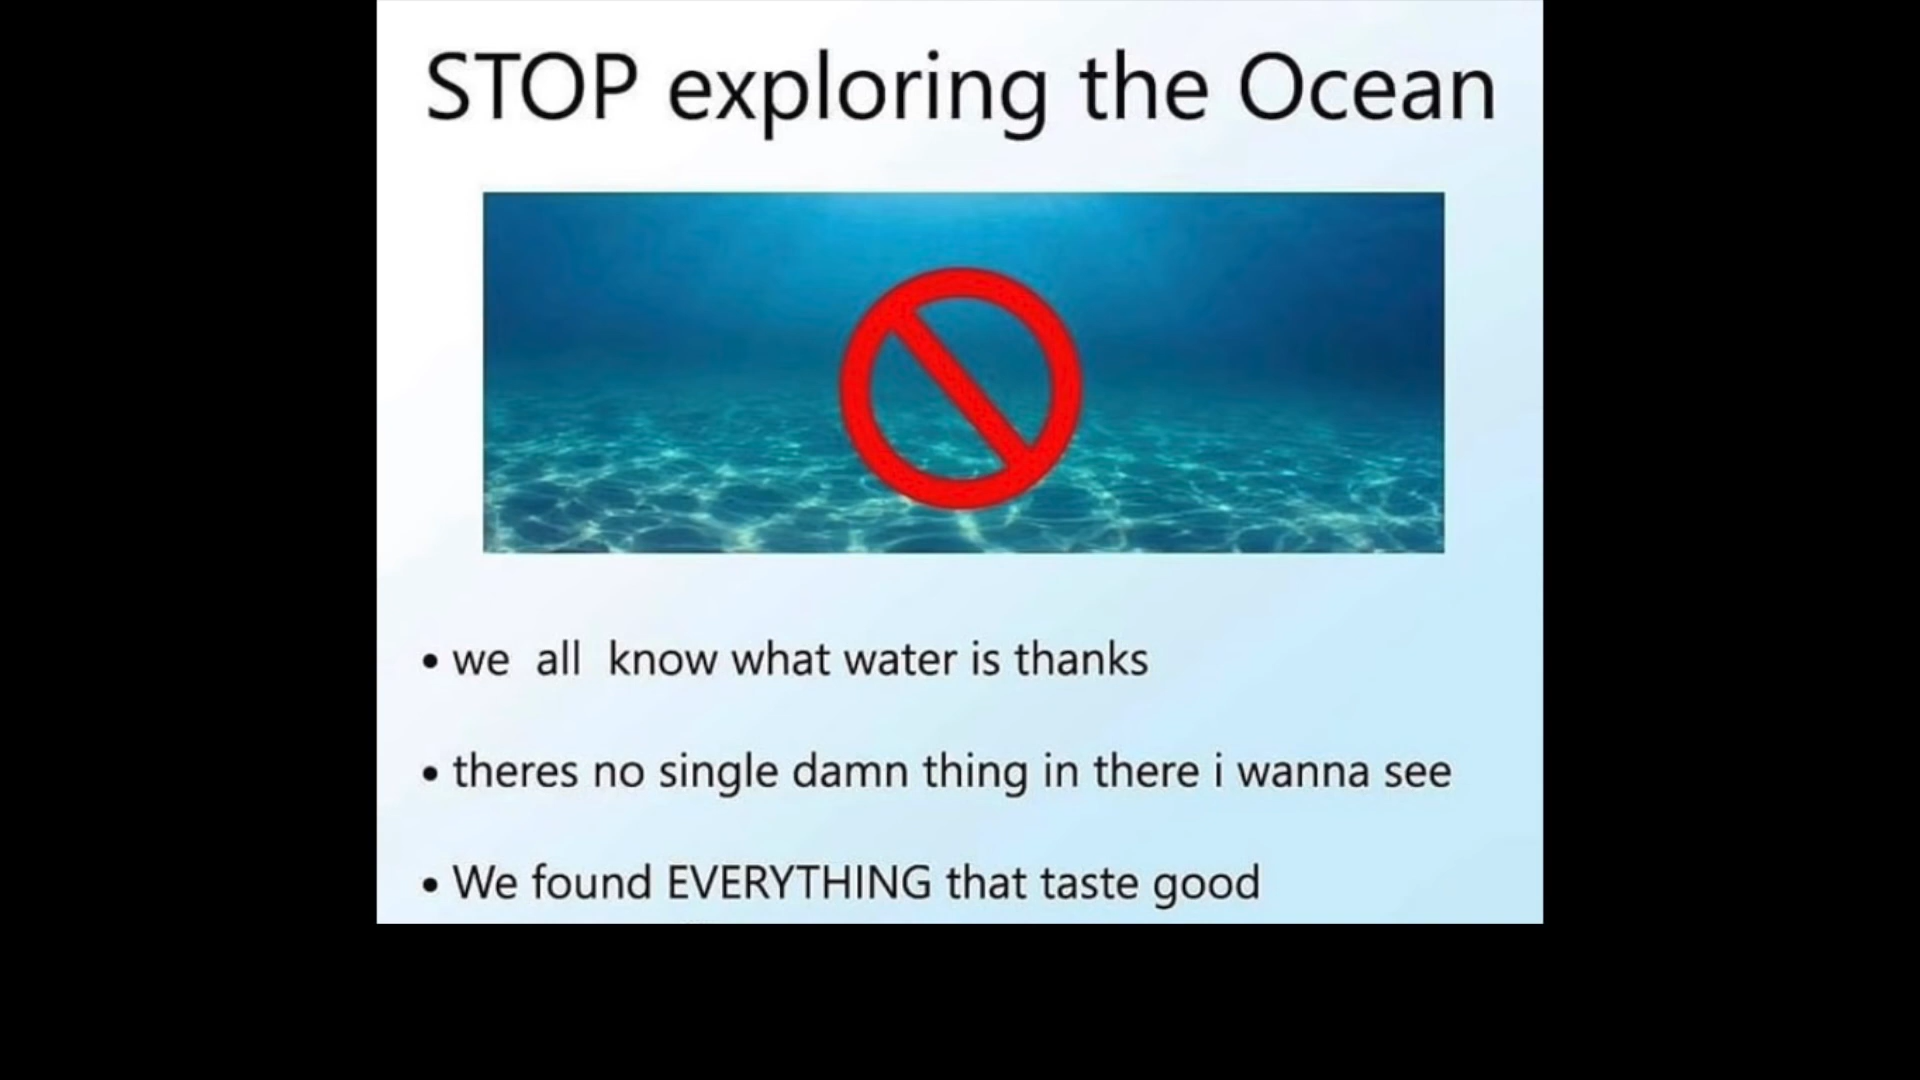 STOP exploring the Ocean
• we all know what water is thanks
• theres no single damn thing in there i wanna see
• We found EVERYTHING that taste good